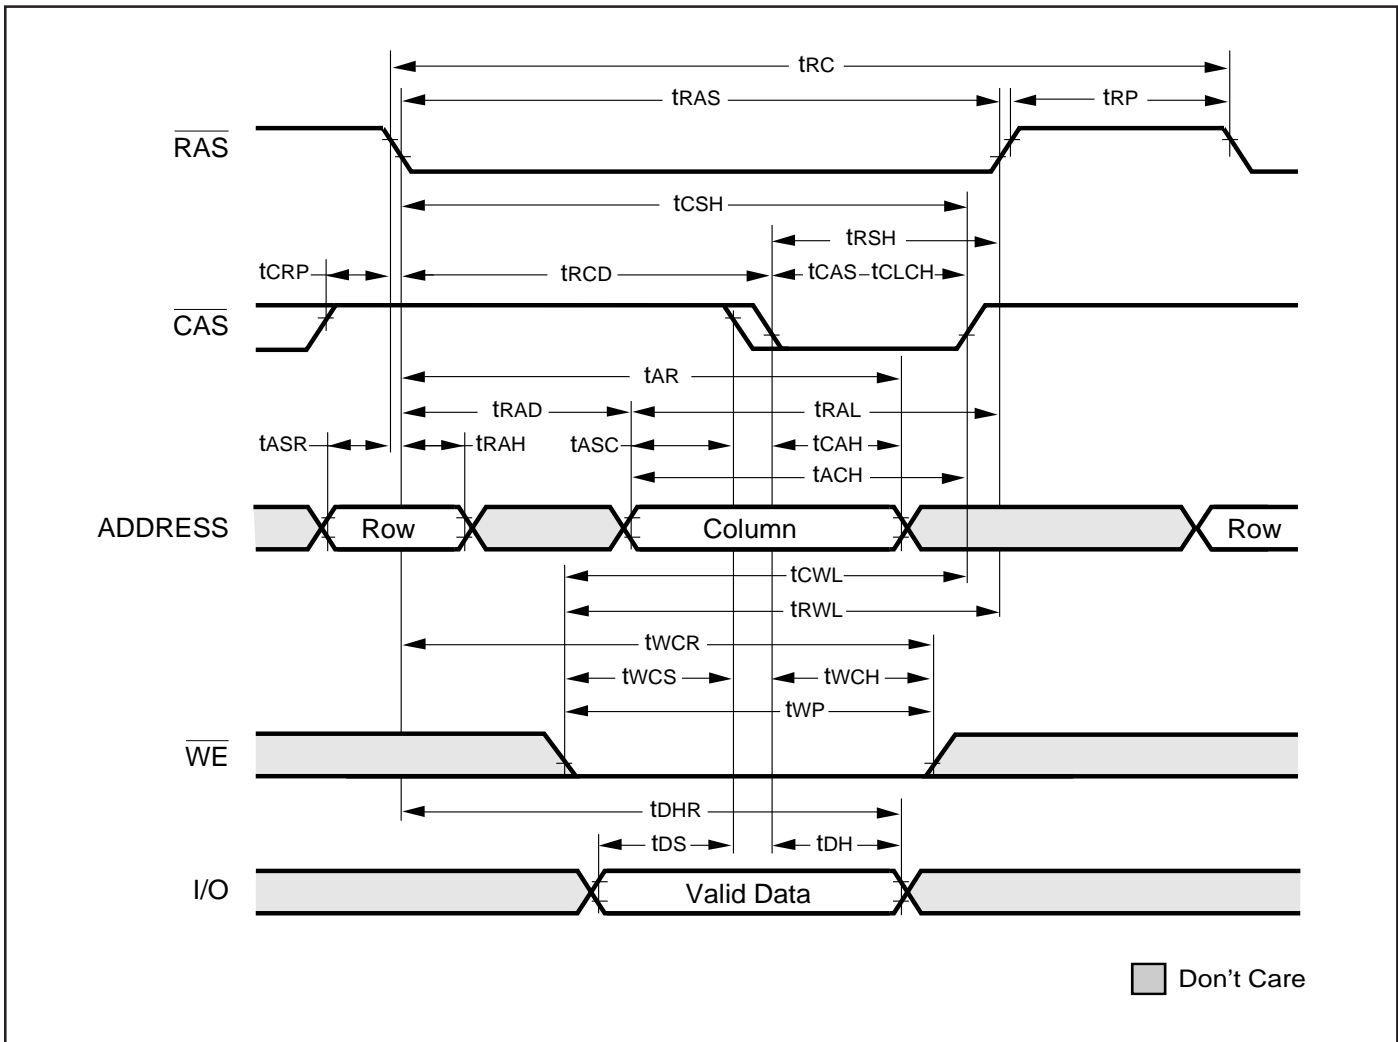 tRC
tRAS
tRP
RAS
tCSH
tRSH
tCRP
tRCD
tCAS
tCLCH
CAS
tAR
tRAD
tRAL
tASR
tRAH
tASC
tCAH
tACH
ADDRESS
Row
Column
Row
tCWL
tRWL
tWCR
tWCS
tWCH
tWP
WE
tDHR
tDS
tDH
I/O
Valid Data
Don't Care